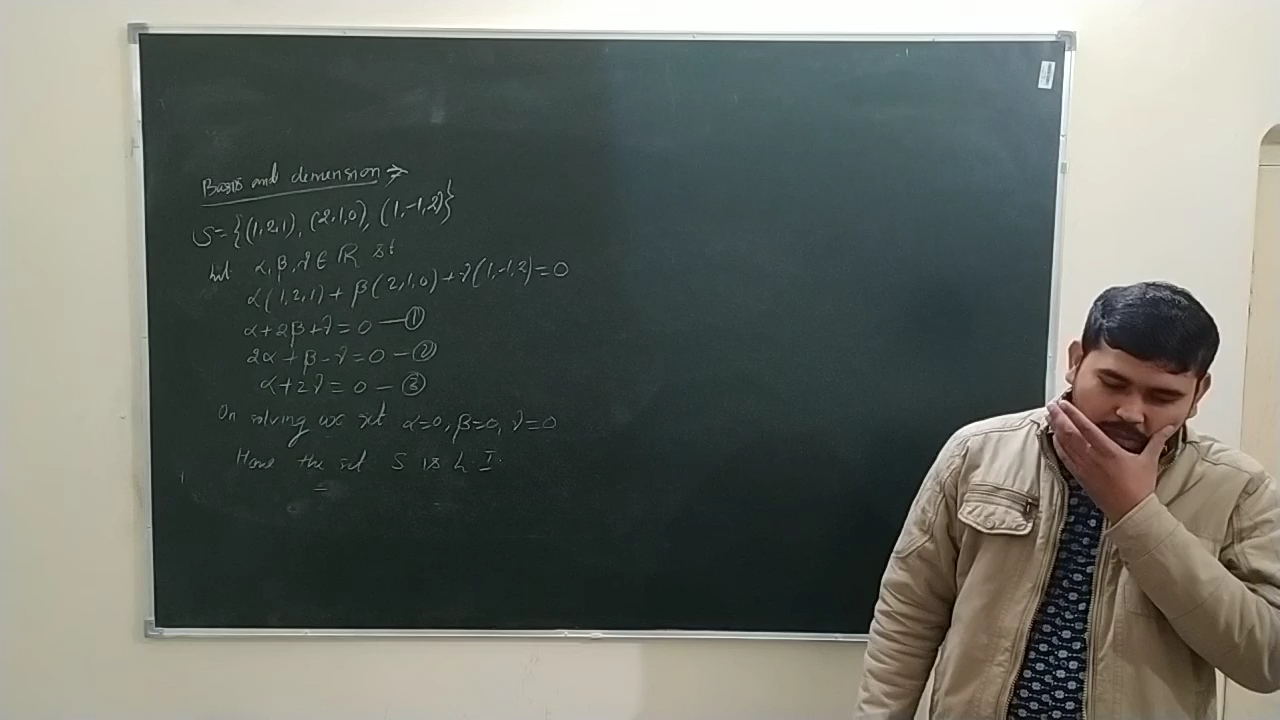 Basis and demension →
S = {(1,2,1), (2,1,0), (1,-1,2)}
Let α, β, γ ∈ R st
α(1,2,1) + β(2,1,0) + γ(1,-1,2) = 0
α + 2β + γ = 0 — ①
2α + β - γ = 0 — ②
α + 2γ = 0 — ③
On solving we get α=0, β=0, γ=0
Hence the set S is L.I.